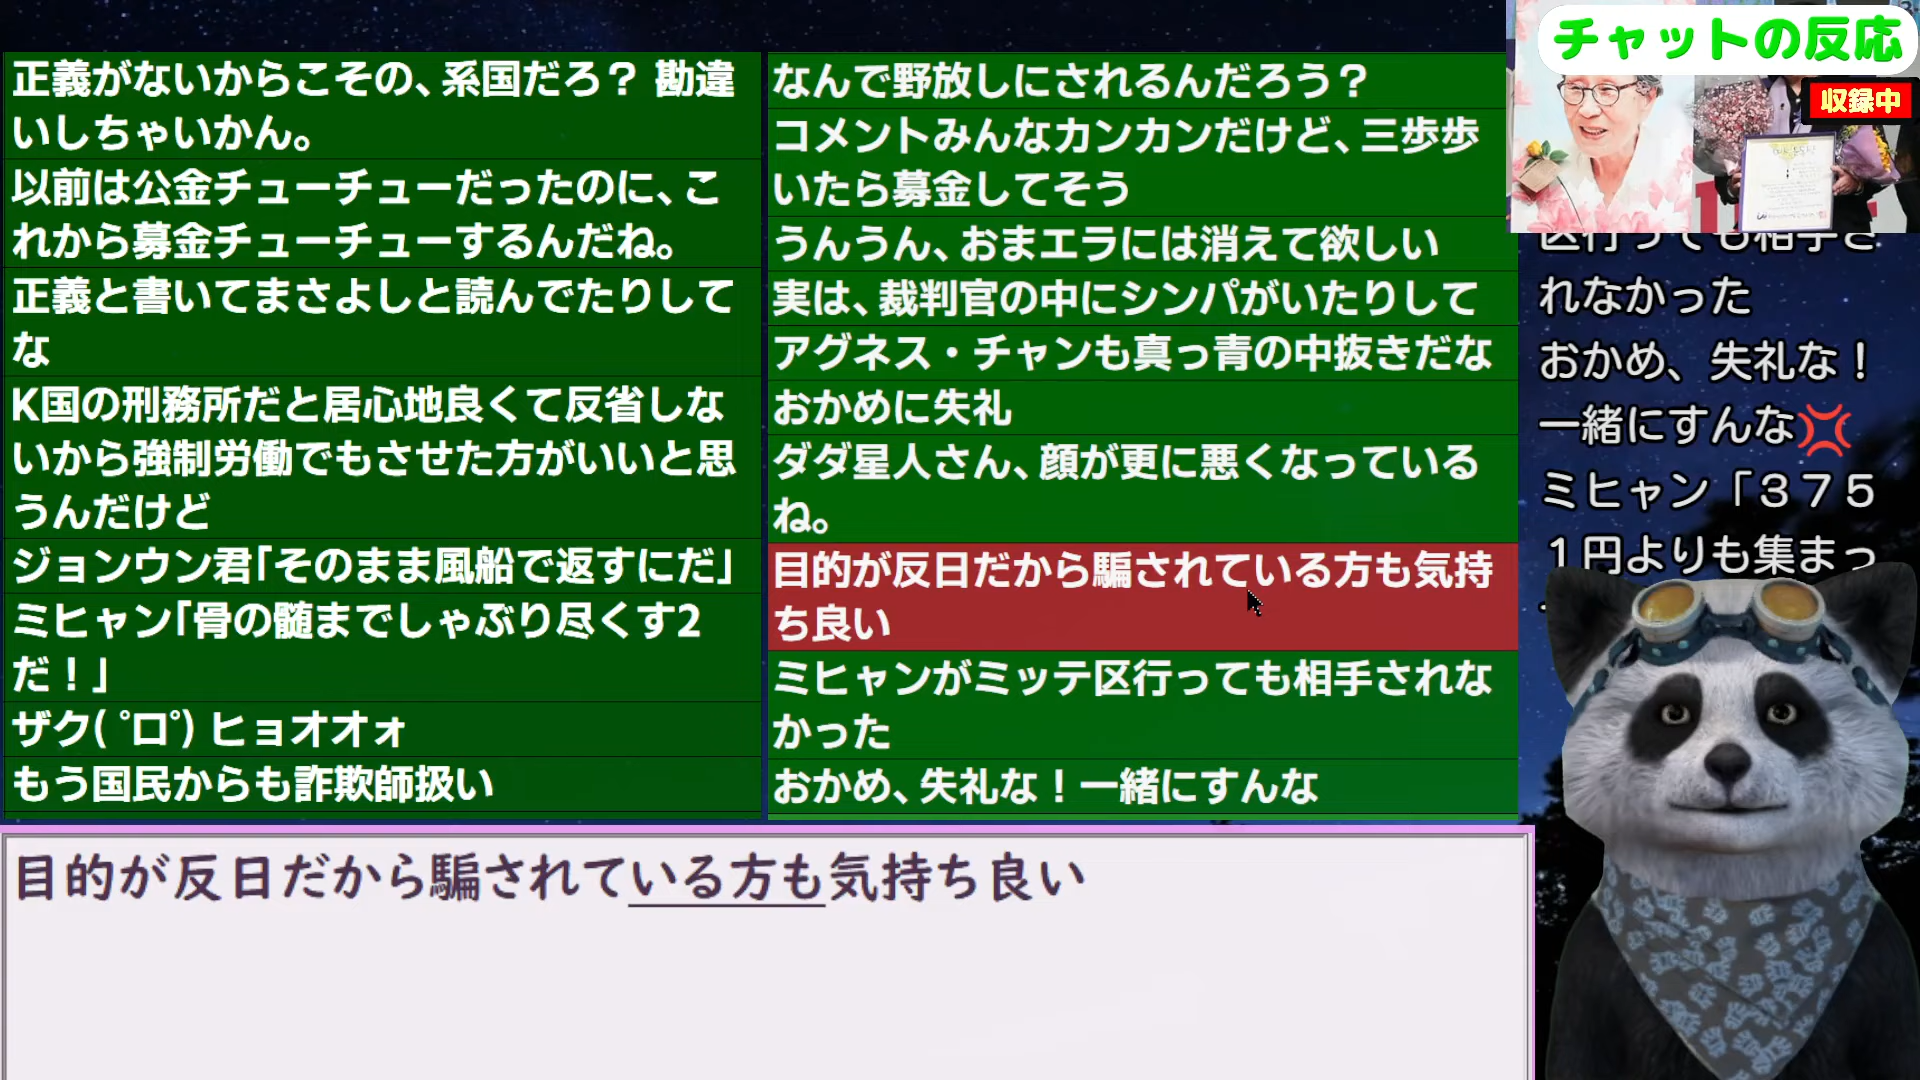 正義がないからこその、系国だろ？ 勘違
いしちゃいかん。
以前は公金チューチューだったのに、こ
れから募金チューチューするんだね。
正義と書いてまさよしと読んでたりして
な
K国の刑務所だと居心地良くて反省しな
いから強制労働でもさせた方がいいと思
うんだけど
ジョンウン君「そのまま風船で返すにだ」
ミヒャン「骨の髄までしゃぶり尽くす2
だ！」
ザク( ﾟロﾟ) ヒョオオォ
もう国民からも詐欺師扱い
なんで野放しにされるんだろう？
コメントみんなカンカンだけど、三歩歩
いたら募金してそう
うんうん、おまエラには消えて欲しい
実は、裁判官の中にシンパがいたりして
アグネス・チャンも真っ青の中抜きだな
おかめに失礼
ダダ星人さん、顔が更に悪くなっている
ね。
目的が反日だから騙されている方も気持
ち良い
ミヒャンがミッテ区行っても相手されな
かった
おかめ、失礼な！一緒にすんな
チャットの反応
収録中
区行っても相手さ
れなかった
おかめ、失礼な！
一緒にすんな💢
ミヒャン「３７５
１円よりも集まっ
目的が反日だから騙されている方も気持ち良い